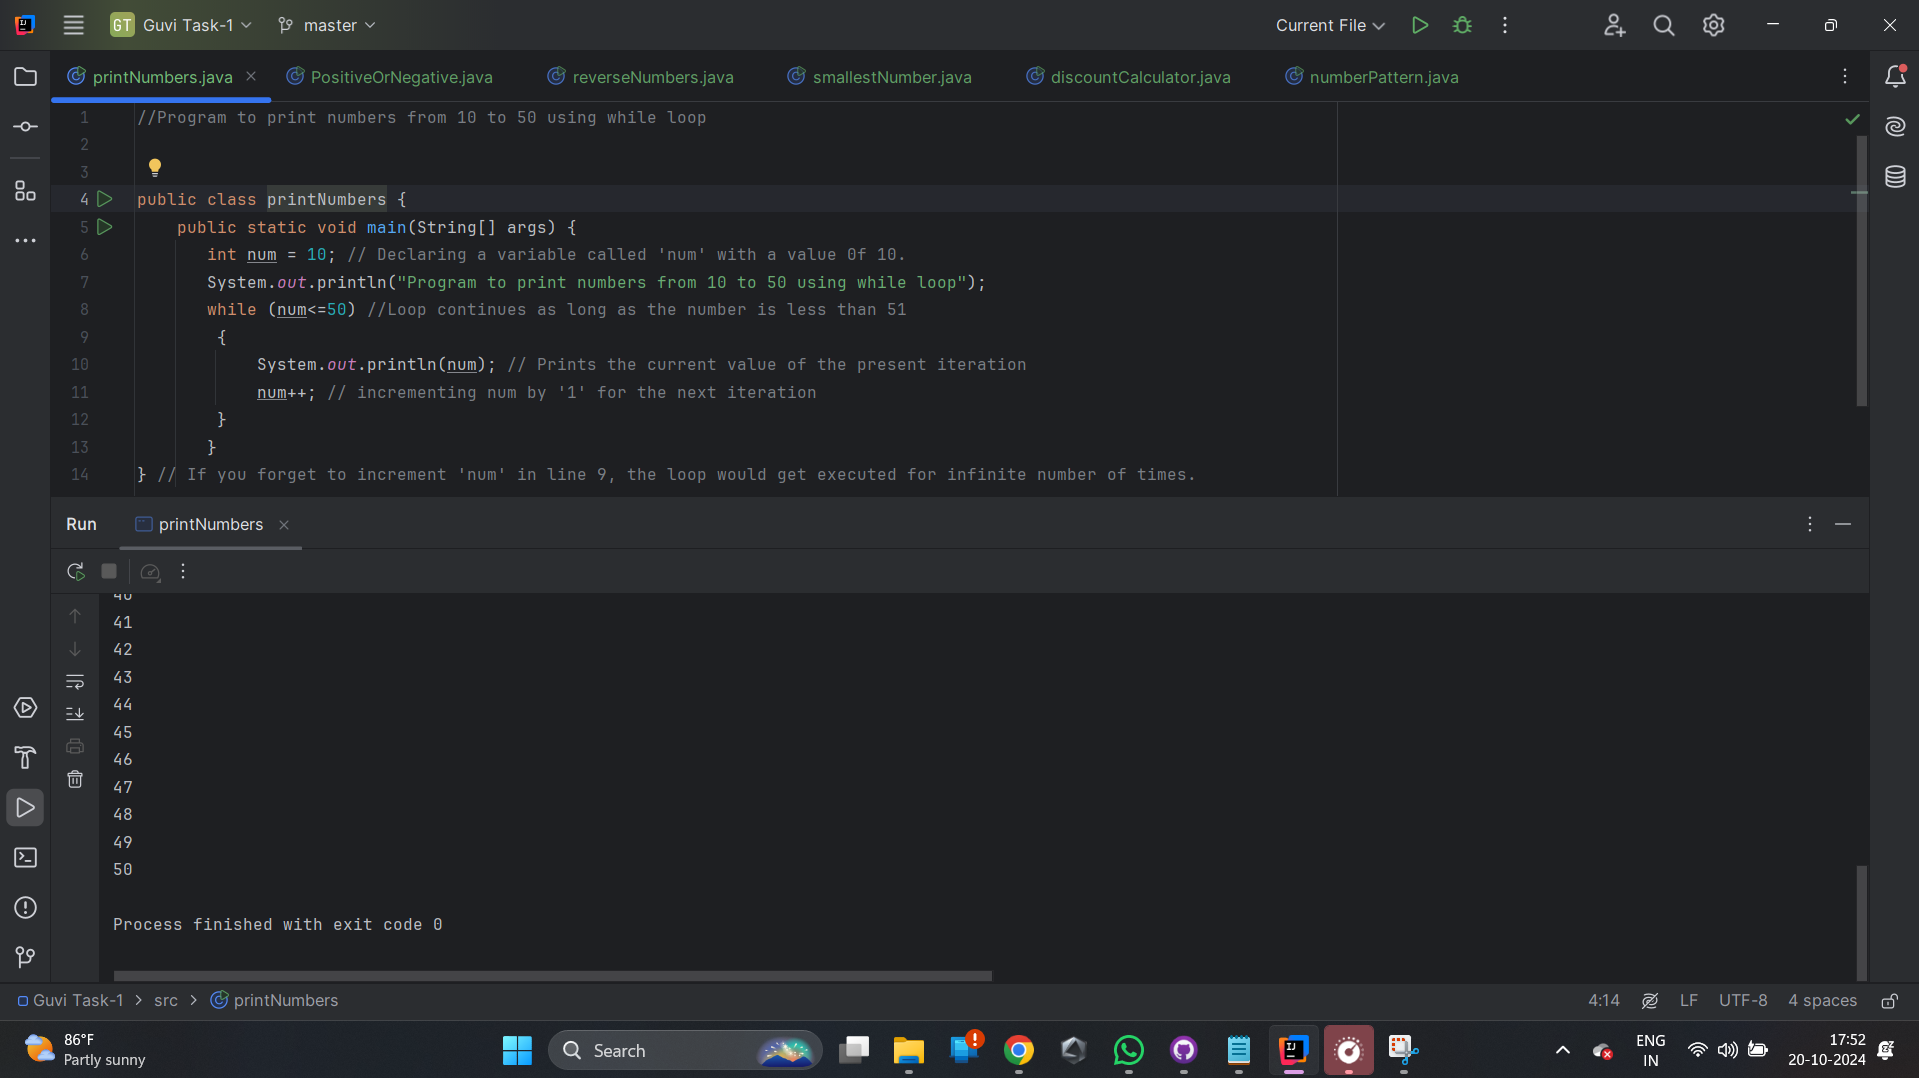 GT Guvi Task-1 master Current File
printNumbers.java PositiveOrNegative.java reverseNumbers.java smallestNumber.java discountCalculator.java numberPattern.java
1 //Program to print numbers from 10 to 50 using while loop
2
3
4 public class printNumbers {
5 public static void main(String[] args) {
6 int num = 10; // Declaring a variable called 'num' with a value 0f 10.
7 System.out.println("Program to print numbers from 10 to 50 using while loop");
8 while (num<=50) //Loop continues as long as the number is less than 51
9 {
10 System.out.println(num); // Prints the current value of the present iteration
11 num++; // incrementing num by '1' for the next iteration
12 }
13 }
14 } // If you forget to increment 'num' in line 9, the loop would get executed for infinite number of times.
Run printNumbers
40
41
42
43
44
45
46
47
48
49
50
Process finished with exit code 0
Guvi Task-1 > src > printNumbers 4:14 LF UTF-8 4 spaces
86°F
Partly sunny
Search
ENG
IN
17:52
20-10-2024